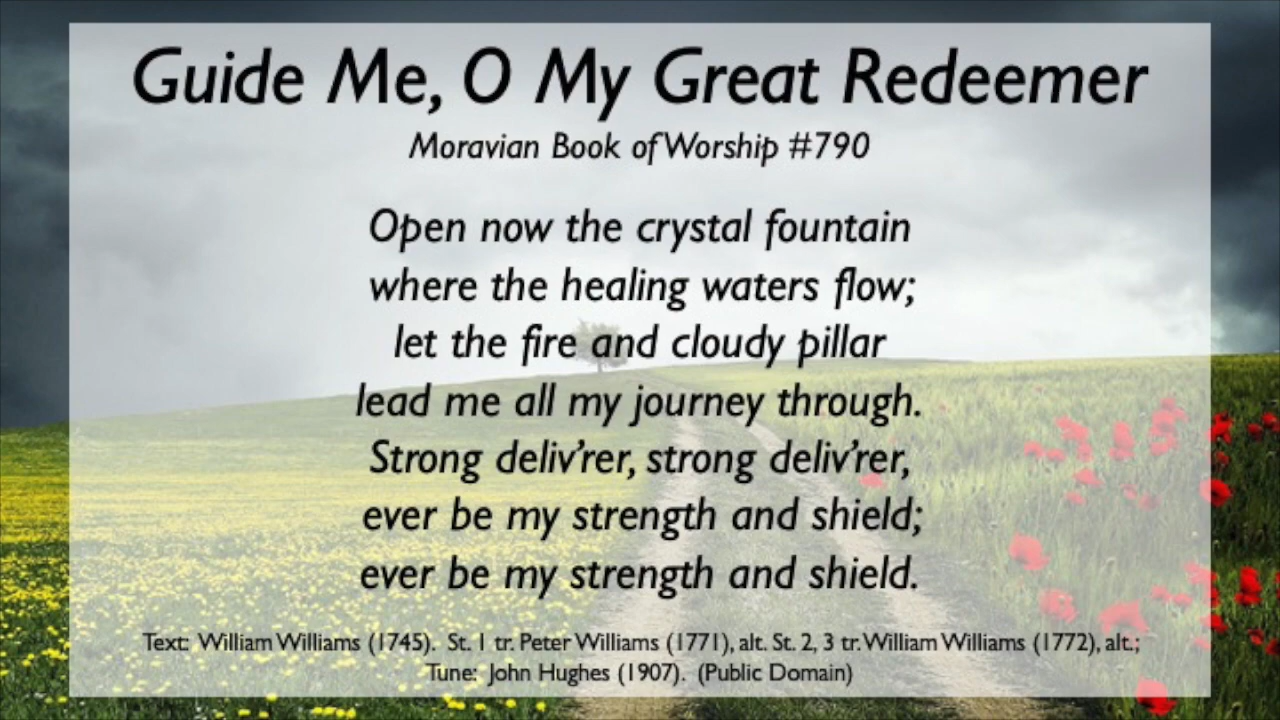 Guide Me, O My Great Redeemer
Moravian Book of Worship #790
Open now the crystal fountain
where the healing waters flow;
let the fire and cloudy pillar
lead me all my journey through.
Strong deliv’rer, strong deliv’rer,
ever be my strength and shield;
ever be my strength and shield.
Text: William Williams (1745). St. 1 tr. Peter Williams (1771), alt. St. 2, 3 tr. William Williams (1772), alt.;
Tune: John Hughes (1907). (Public Domain)